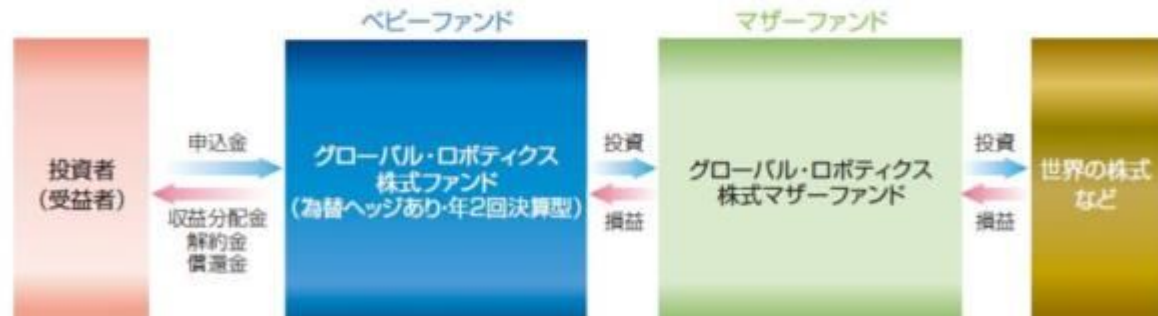 ベビーファンド
マザーファンド
投資者
(受益者)
申込金
収益分配金
解約金
償還金
グローバル・ロボティクス
株式ファンド
(為替ヘッジあり・年2回決算型)
投資
損益
グローバル・ロボティクス
株式マザーファンド
投資
損益
世界の株式
など